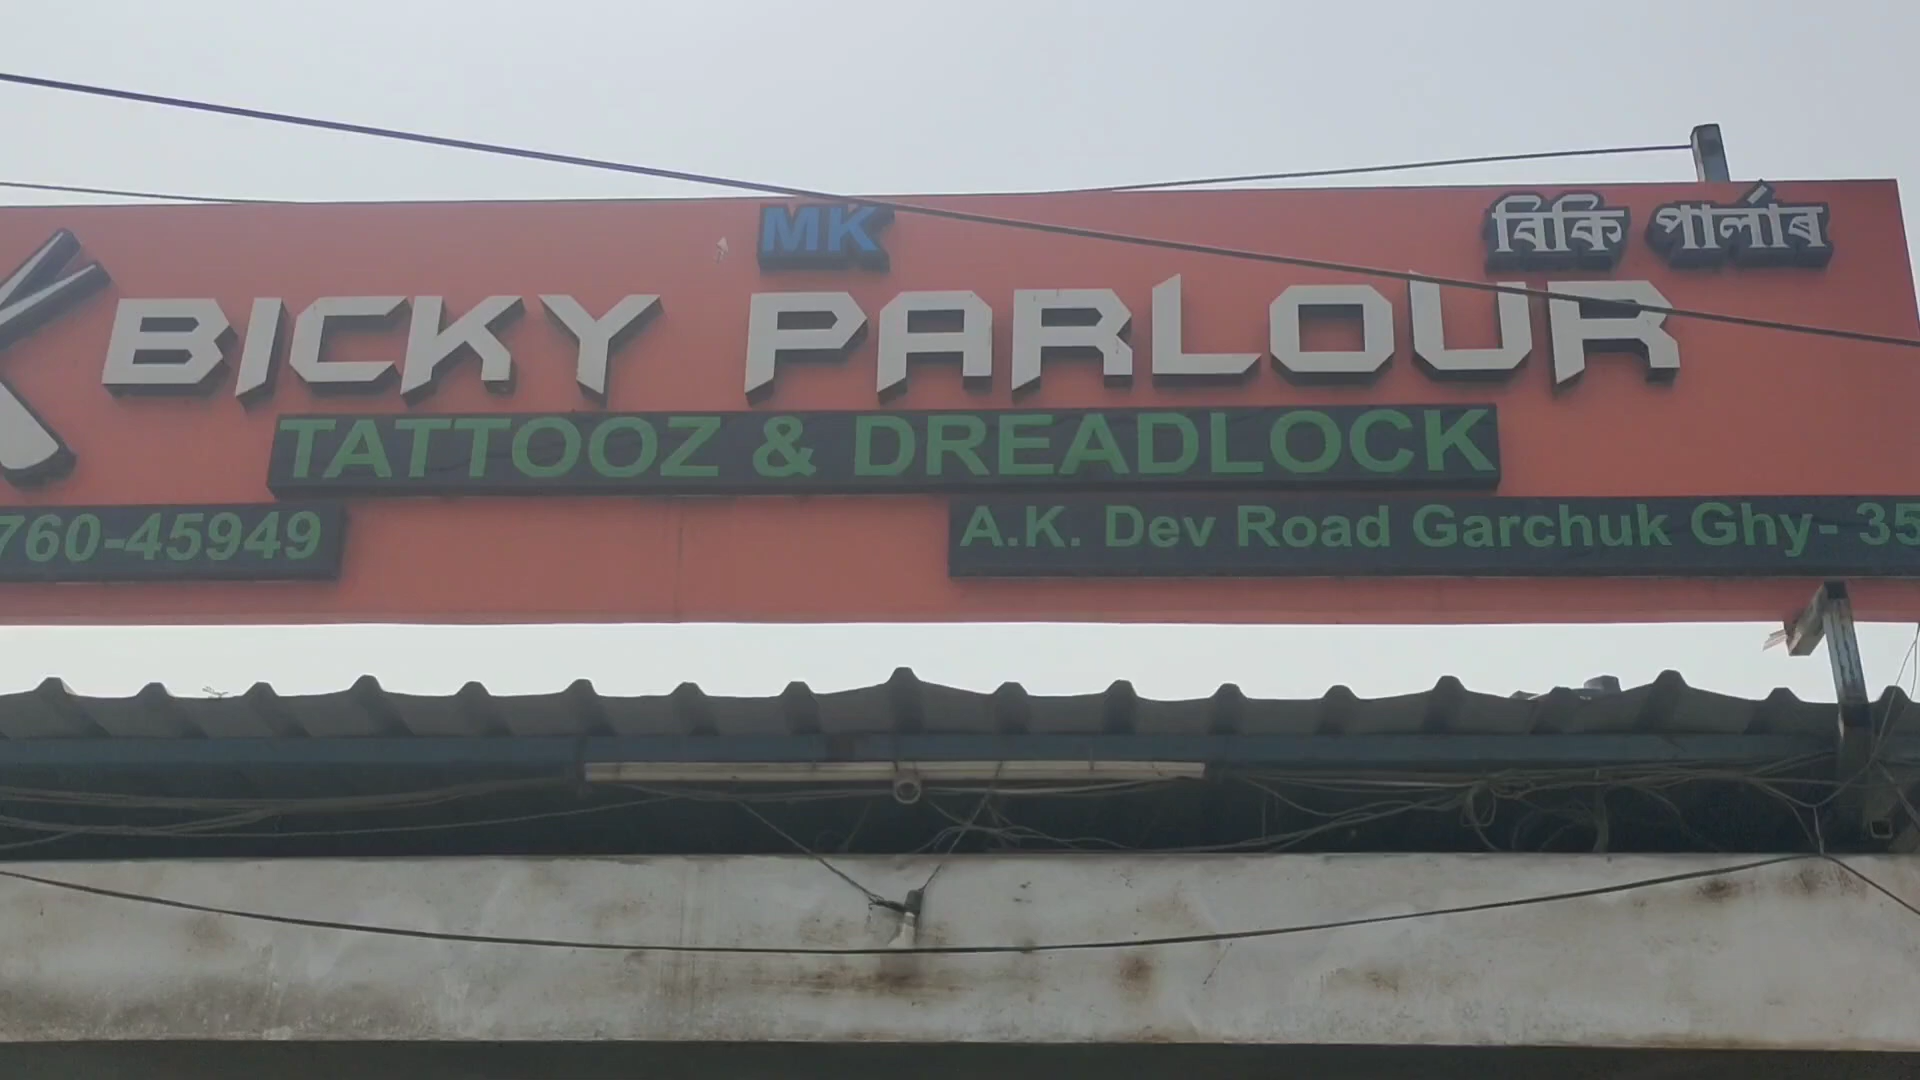 MK
বিকি পাৰ্লাৰ
BICKY PARLOUR
TATTOOZ & DREADLOCK
760-45949
A.K. Dev Road Garchuk Ghy- 35